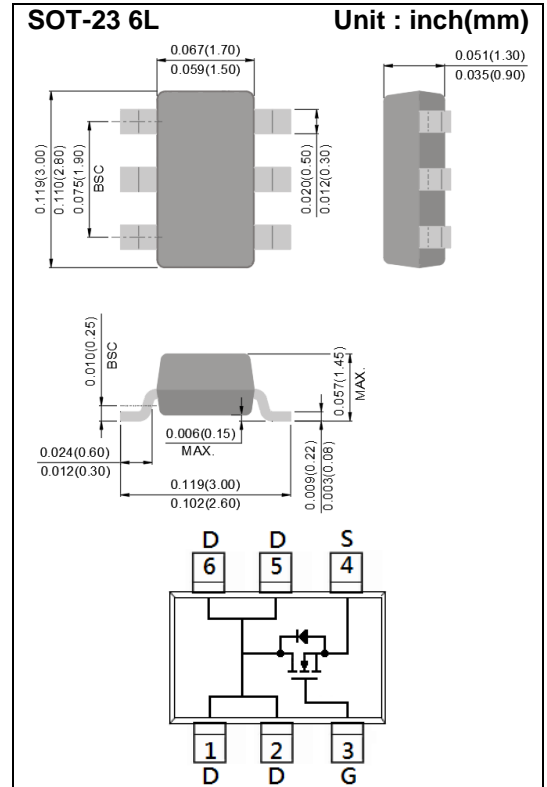 SOT-23 6L Unit : inch(mm)
0.067(1.70)
0.059(1.50)
0.051(1.30)
0.035(0.90)
0.119(3.00)
0.110(2.80)
0.075(1.90)
BSC
0.020(0.50)
0.012(0.30)
0.010(0.25)
BSC
0.006(0.15)
MAX.
0.057(1.45)
MAX.
0.024(0.60)
0.012(0.30)
0.009(0.22)
0.003(0.08)
0.119(3.00)
0.102(2.60)
D D S
6 5 4
1 2 3
D D G